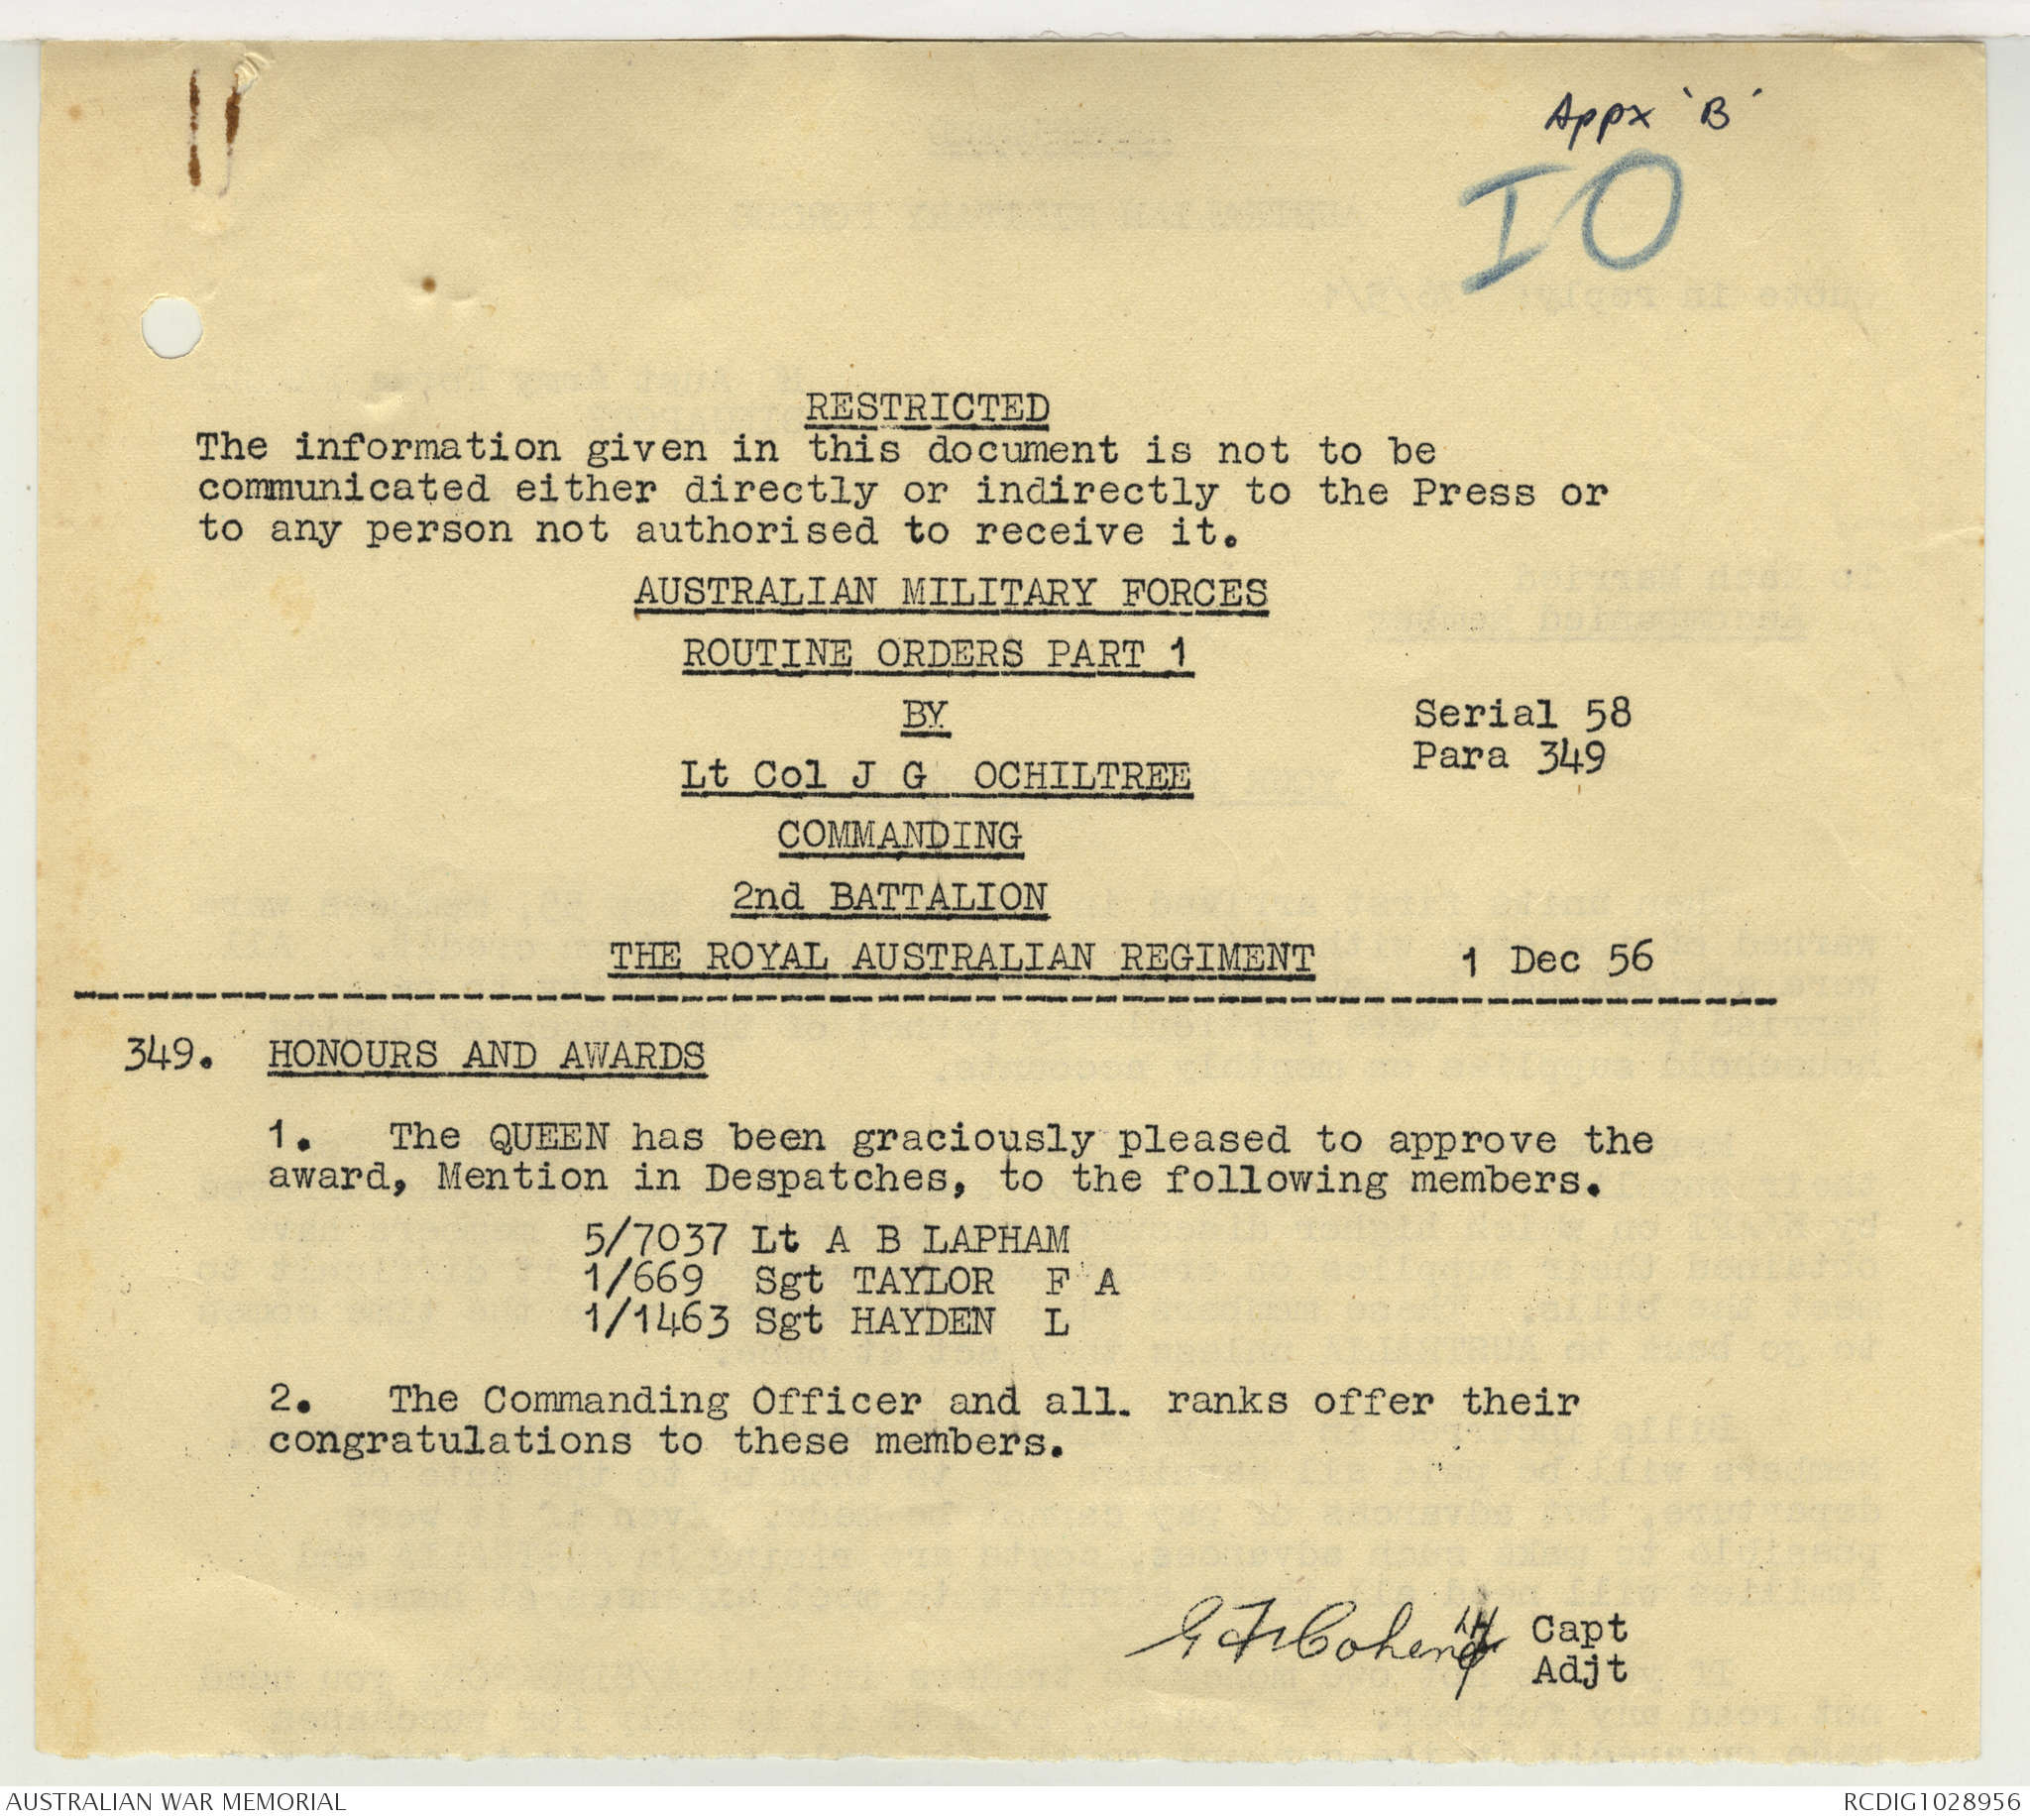 Appx 'B'
IO
RESTRICTED
The information given in this document is not to be
communicated either directly or indirectly to the Press or
to any person not authorised to receive it.
AUSTRALIAN MILITARY FORCES
ROUTINE ORDERS PART 1
BY
Serial 58
Para 349
Lt Col J G OCHILTREE
COMMANDING
2nd BATTALION
THE ROYAL AUSTRALIAN REGIMENT 1 Dec 56
349. HONOURS AND AWARDS
1. The QUEEN has been graciously pleased to approve the
award, Mention in Despatches, to the following members.
5/7037 Lt A B LAPHAM
1/669 Sgt TAYLOR F A
1/1463 Sgt HAYDEN L
2. The Commanding Officer and all. ranks offer their
congratulations to these members.
Capt
Adjt
AUSTRALIAN WAR MEMORIAL
RCDIG1028956